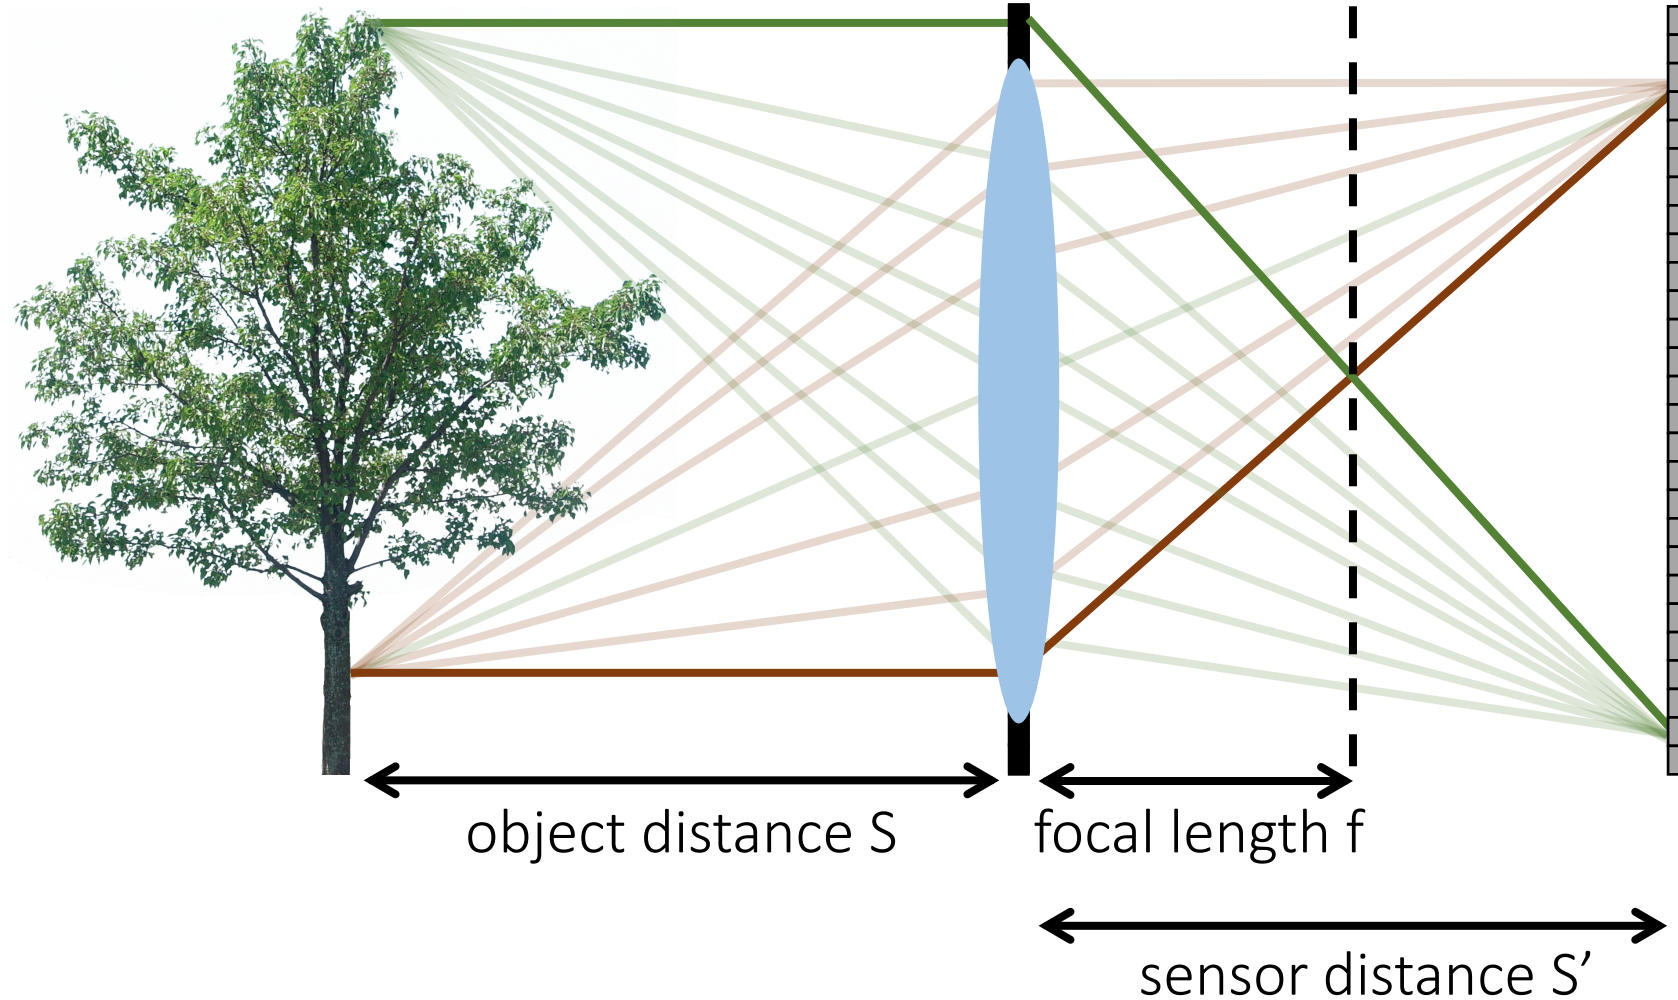 object distance S
focal length f
sensor distance S’